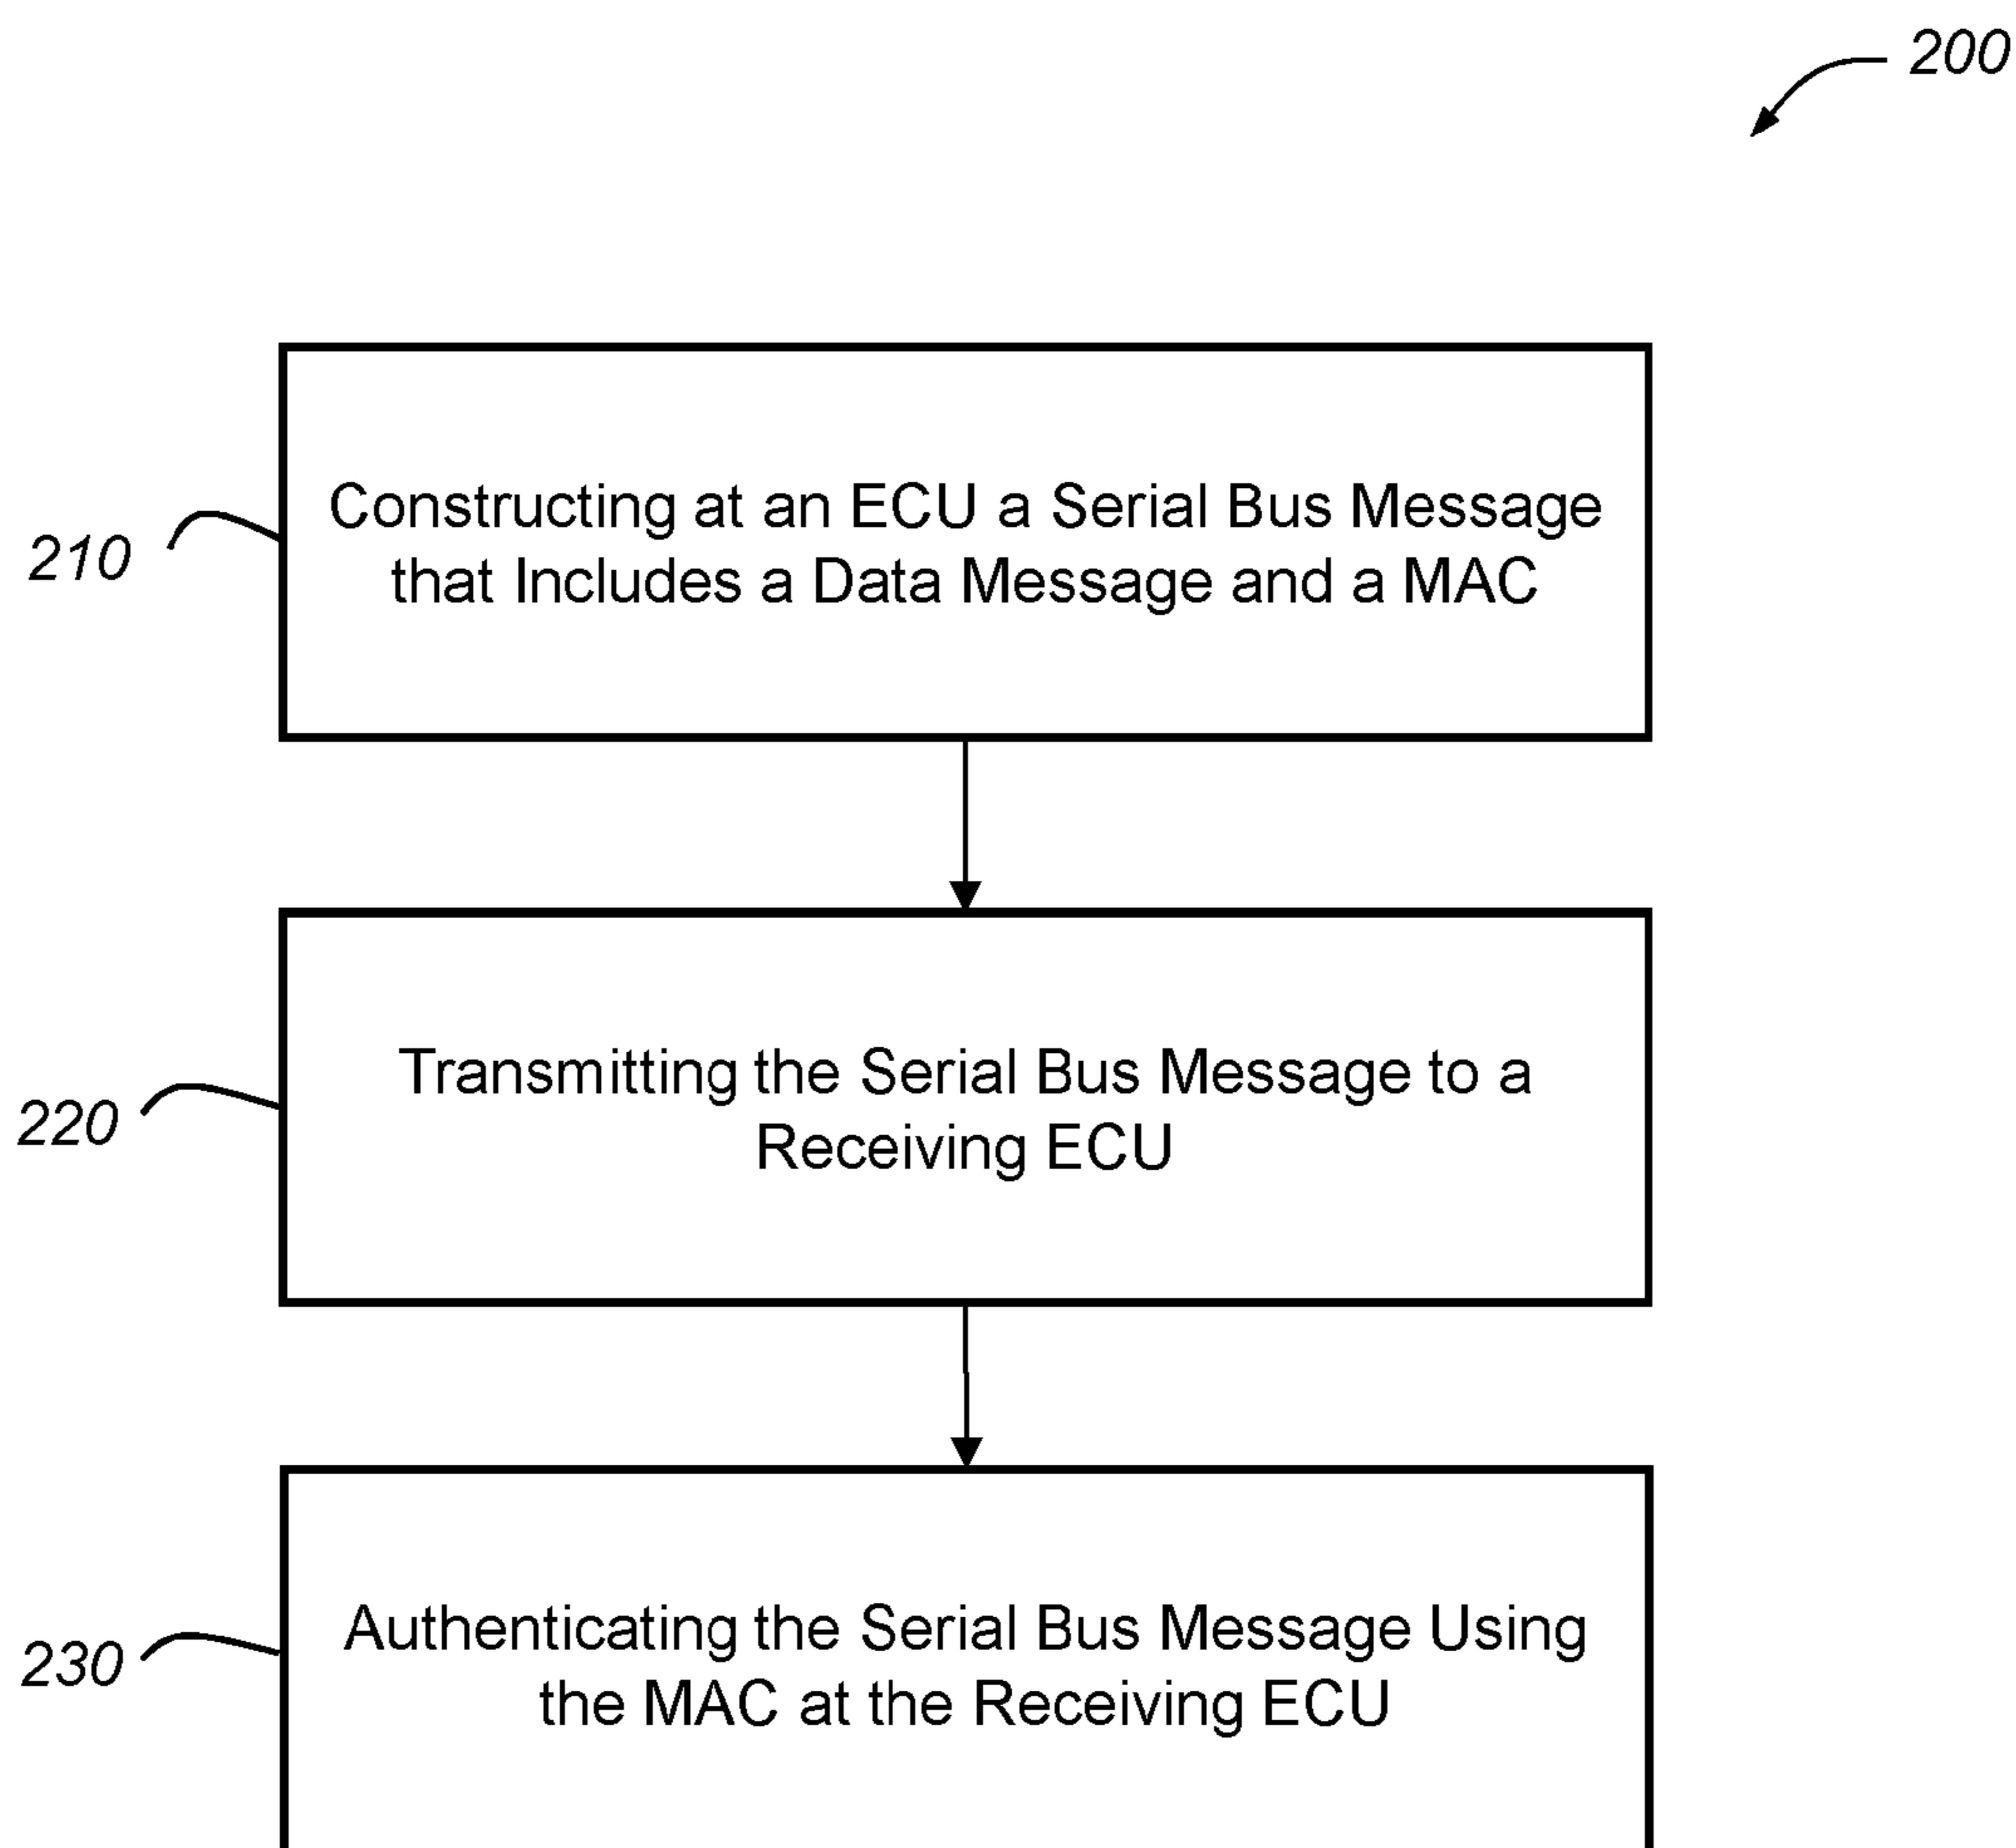 200
210
Constructing at an ECU a Serial Bus Message
that Includes a Data Message and a MAC
220
Transmitting the Serial Bus Message to a
Receiving ECU
230
Authenticating the Serial Bus Message Using
the MAC at the Receiving ECU